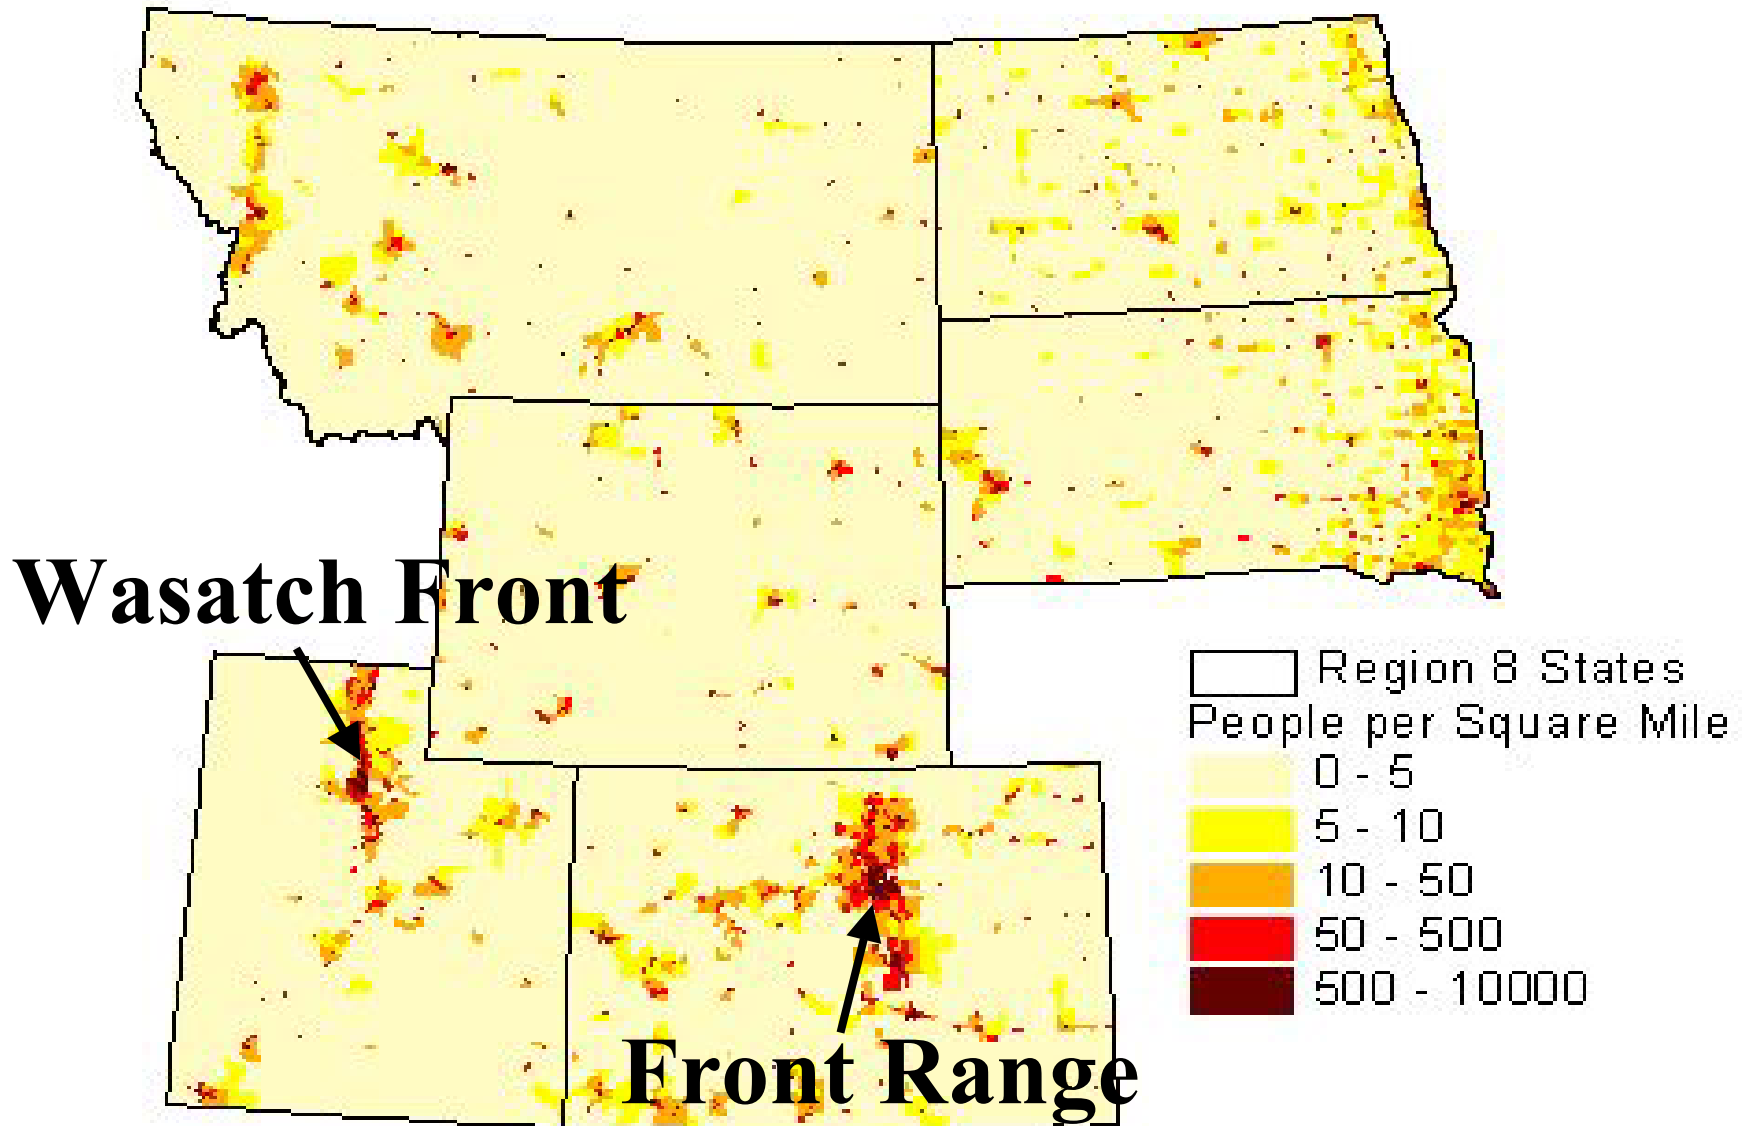 Wasatch Front
Region 8 States
People per Square Mile
0 - 5
5 - 10
10 - 50
50 - 500
500 - 10000
Front Range